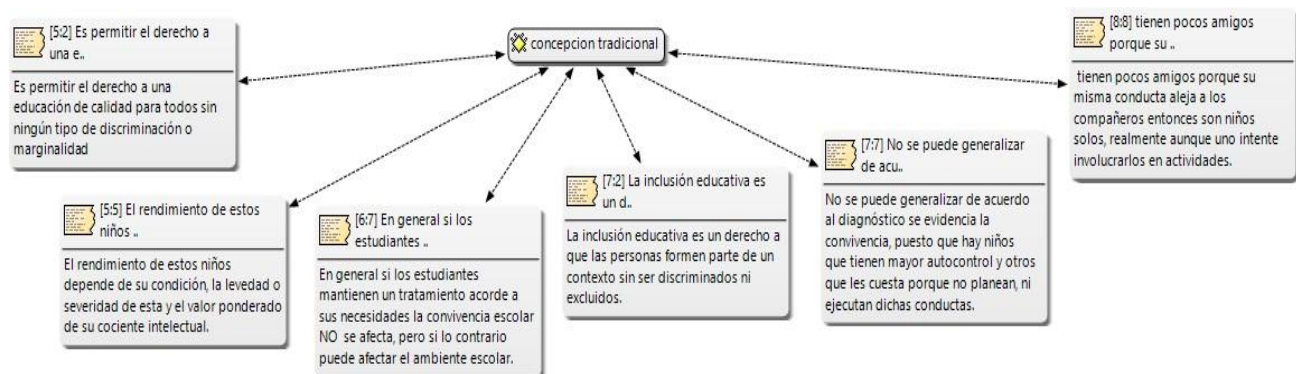 concepcion tradicional
[5:2] Es permitir el derecho a
una e..
Es permitir el derecho a una
educación de calidad para todos sin
ningún tipo de discriminación o
marginalidad
[5:5] El rendimiento de estos
niños ..
El rendimiento de estos niños
depende de su condición, la levedad o
severidad de esta y el valor ponderado
de su cociente intelectual.
[6:7] En general si los
estudiantes ..
En general si los estudiantes
mantienen un tratamiento acorde a
sus necesidades la convivencia escolar
NO se afecta, pero si lo contrario
puede afectar el ambiente escolar.
[7:2] La inclusión educativa es
un d..
La inclusión educativa es un derecho a
que las personas formen parte de un
contexto sin ser discriminados ni
excluidos.
[7:7] No se puede generalizar
de acu..
No se puede generalizar de acuerdo
al diagnóstico se evidencia la
convivencia, puesto que hay niños
que tienen mayor autocontrol y otros
que les cuesta porque no planean, ni
ejecutan dichas conductas.
[8:8] tienen pocos amigos
porque su ..
tienen pocos amigos porque su
misma conducta aleja a los
compañeros entonces son niños
solos, realmente aunque uno intente
involucrarlos en actividades.